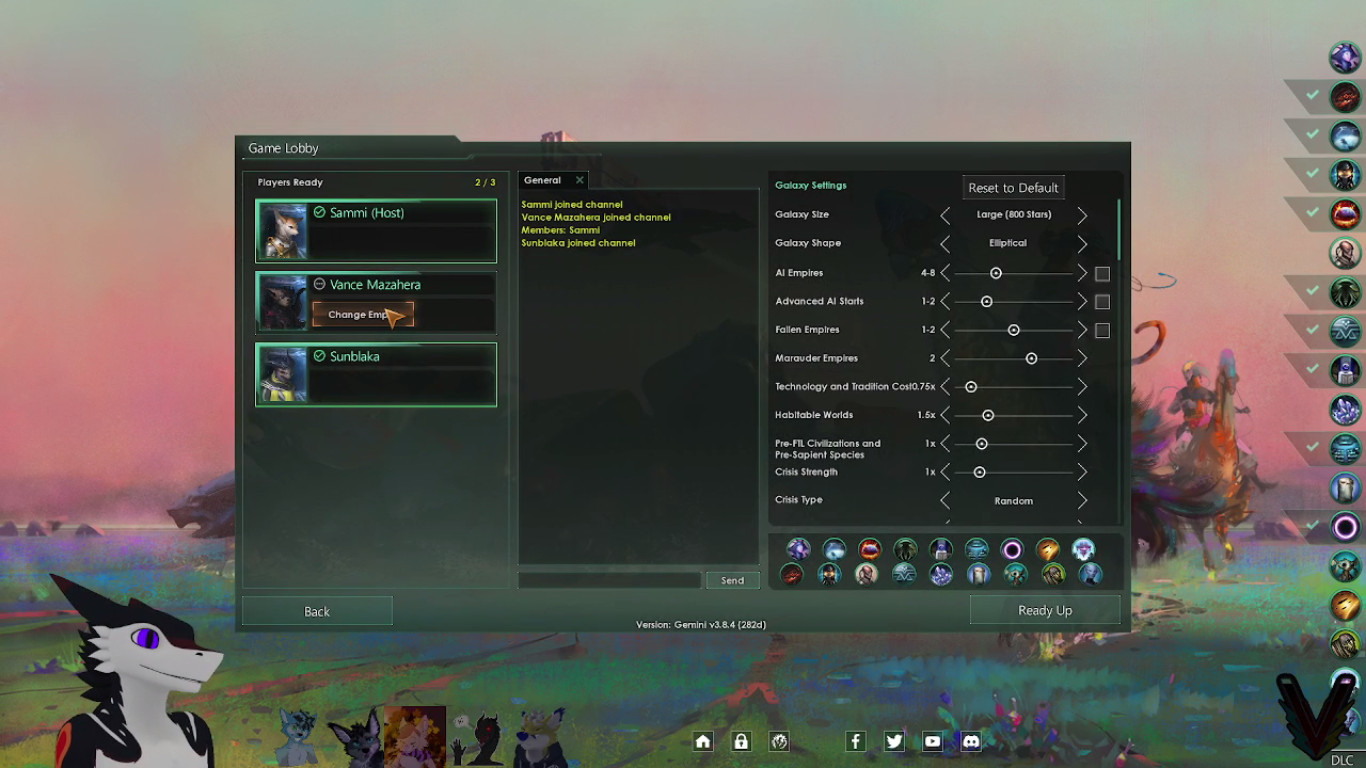 Game Lobby
Players Ready
2 / 3
Sammi (Host)
Vance Mazahera
Change Emp
Sunblaka
General
Sammi joined channel
Vance Mazahera joined channel
Members: Sammi
Sunblaka joined channel
Send
Galaxy Settings
Reset to Default
Galaxy Size
Large (800 Stars)
Galaxy Shape
Elliptical
AI Empires
4-8
Advanced AI Starts
1-2
Fallen Empires
1-2
Marauder Empires
2
Technology and Tradition Cost 0.75x
Habitable Worlds
1.5x
Pre-FTL Civilizations and
Pre-Sapient Species
1x
Crisis Strength
1x
Crisis Type
Random
Back
Ready Up
Version: Gemini v3.8.4 (282d)
DLC